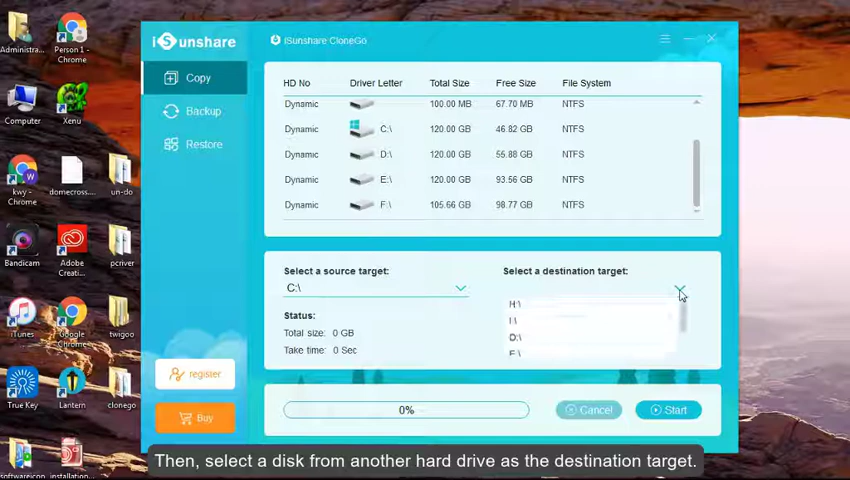 Administra...
Person 1 -
Chrome
Computer
Xenu
kwy -
Chrome
domecross....
un-do
Bandicam
Adobe
Creati...
pcriver
iTunes
Google
Chrome
twigoo
True Key
Lantern
clonego
softwareicon
installation...
iSunshare
iSunshare CloneGo
Copy
Backup
Restore
register
Buy
HD No Driver Letter Total Size Free Size File System
Dynamic 100.00 MB 67.70 MB NTFS
Dynamic C:\ 120.00 GB 46.82 GB NTFS
Dynamic D:\ 120.00 GB 55.88 GB NTFS
Dynamic E:\ 120.00 GB 93.56 GB NTFS
Dynamic F:\ 105.66 GB 98.77 GB NTFS
Select a source target:
C:\
Status:
Total size: 0 GB
Take time: 0 Sec
Select a destination target:
H:\
I:\
D:\
E:\
0%
Cancel
Start
Then, select a disk from another hard drive as the destination target.